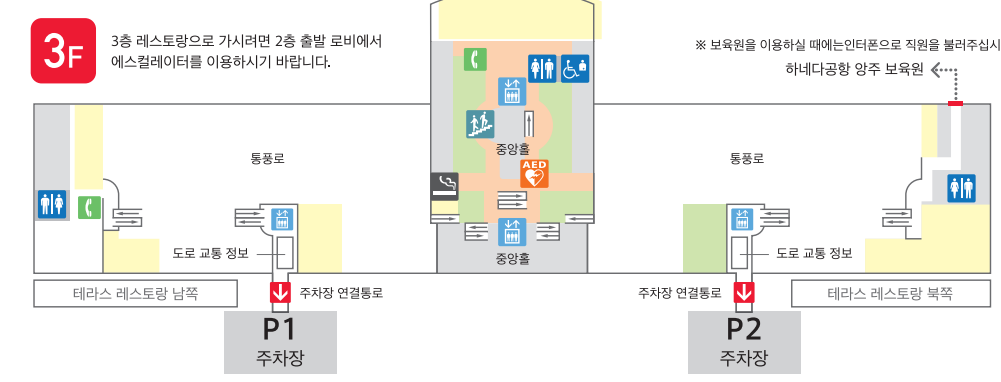 3F
3층 레스토랑으로 가시려면 2층 출발 로비에서
에스컬레이터를 이용하시기 바랍니다.
※ 보육원을 이용하실 때에는인터폰으로 직원을 불러주십시
하네다공항 양주 보육원
중앙홀
통풍로
통풍로
AED
도로 교통 정보
중앙홀
도로 교통 정보
테라스 레스토랑 남쪽
주차장 연결통로
주차장 연결통로
테라스 레스토랑 북쪽
P1
주차장
P2
주차장